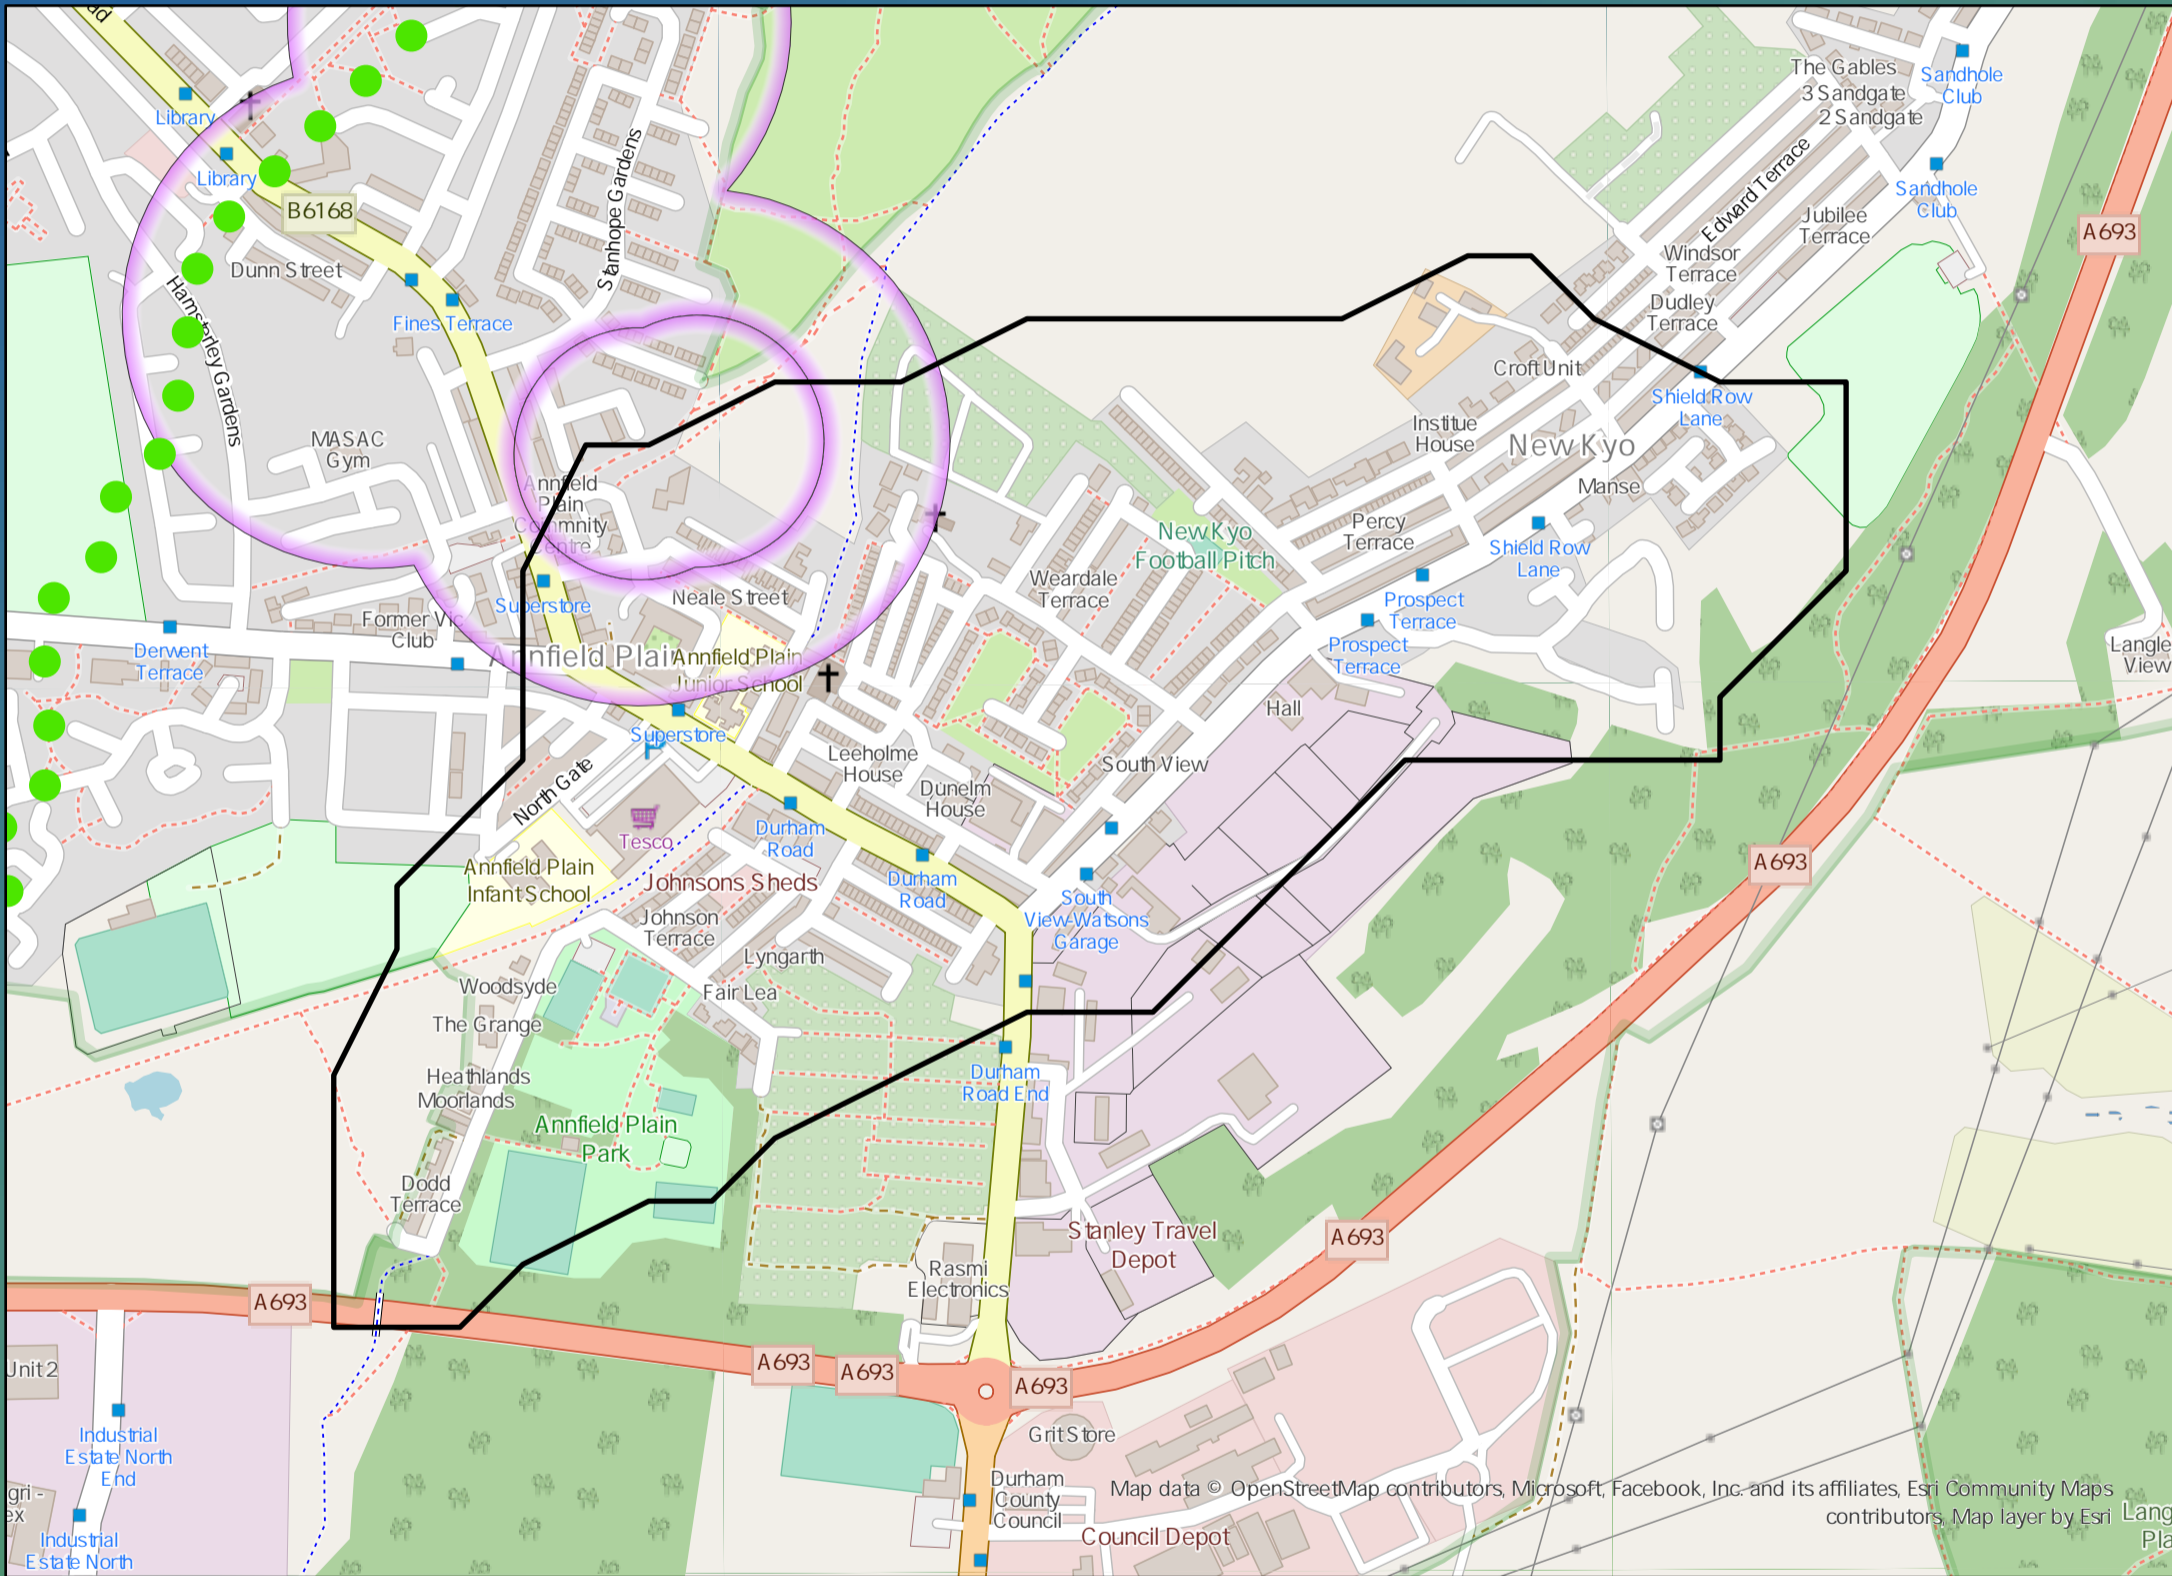 Library
Library
B6168
Dunn Street
Stanhope Gardens
Hamsterley Gardens
Fines Terrace
MASAC
Gym
Annfield
Plain
Commnity
Centre
Superstore
Former Vic
Club
Derwent
Terrace
Annfield Plain
Neale Street
Annfield Plain
Junior School
Superstore
The Gables
3 Sandgate
2 Sandgate
Sandhole
Club
Sandhole
Club
A693
Edward Terrace
Jubilee
Terrace
Windsor
Terrace
Dudley
Terrace
Croft Unit
Shield Row
Lane
Institue
House
New Kyo
Manse
Percy
Terrace
Shield Row
Lane
New Kyo
Football Pitch
Weardale
Terrace
Prospect
Terrace
Prospect
Terrace
Hall
South View
Leeholme
House
Dunelm
House
North Gate
Tesco
Durham
Road
Durham
Road
Annfield Plain
Infant School
Johnsons Sheds
Johnson
Terrace
Lyngarth
Fair Lea
South
View-Watsons
Garage
A693
Woodsyde
The Grange
Heathlands
Moorlands
Annfield Plain
Park
Dodd
Terrace
Durham
Road End
Stanley Travel
Depot
Rasmi
Electronics
A693
A693
A693
A693
A693
Unit 2
Industrial
Estate North
End
Industrial
Estate North
Grit Store
Durham
County
Council
Council Depot
View
Map data © OpenStreetMap contributors, Microsoft, Facebook, Inc. and its affiliates, Esri Community Maps
contributors, Map layer by Esri